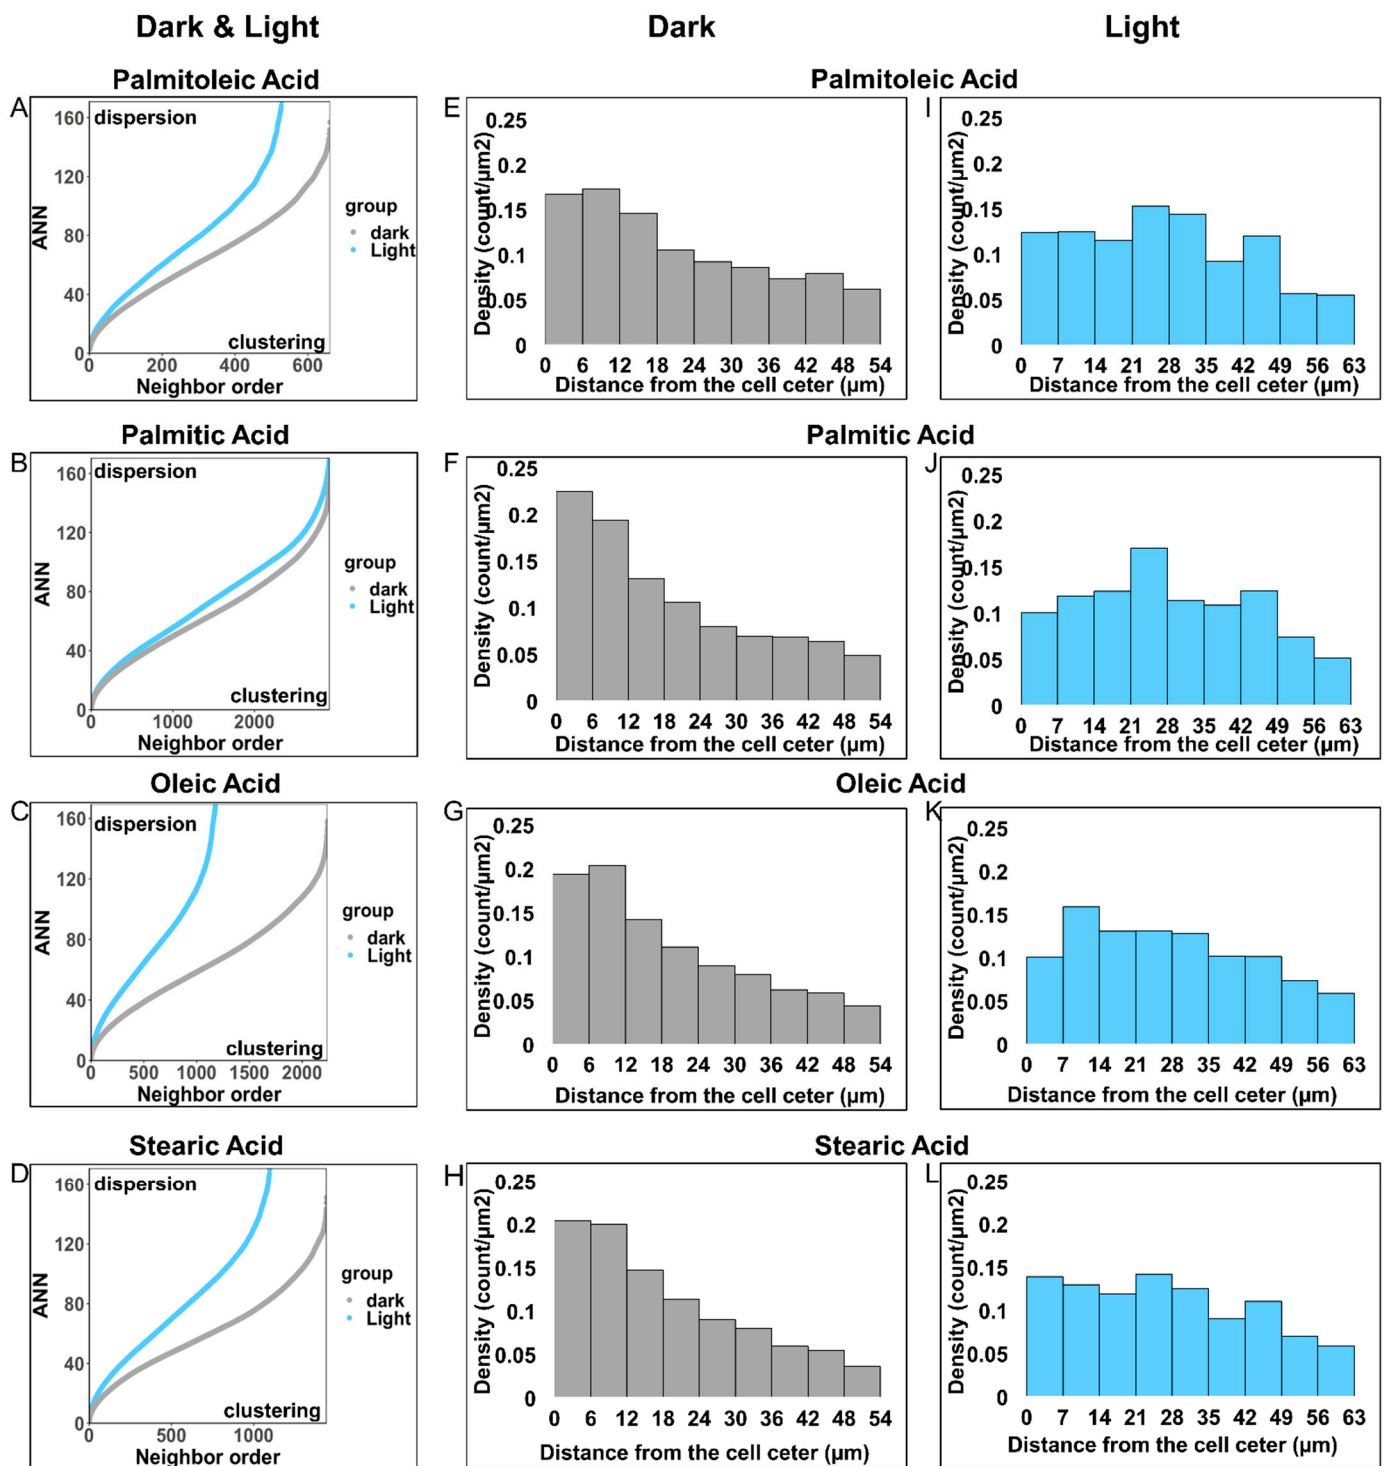 Dark & Light
Dark
Light
Palmitoleic Acid
Palmitoleic Acid
A
160
120
80
40
0
ANN
dispersion
clustering
0 200 400 600
Neighbor order
group
dark
Light
E
0.25
0.2
0.15
0.1
0.05
0
Density (count/µm2)
0 6 12 18 24 30 36 42 48 54
Distance from the cell ceter (µm)
I
0.25
0.2
0.15
0.1
0.05
0
Density (count/µm2)
0 7 14 21 28 35 42 49 56 63
Distance from the cell ceter (µm)
Palmitic Acid
Palmitic Acid
B
160
120
80
40
0
ANN
dispersion
clustering
0 1000 2000
Neighbor order
group
dark
Light
F
0.25
0.2
0.15
0.1
0.05
0
Density (count/µm2)
0 6 12 18 24 30 36 42 48 54
Distance from the cell ceter (µm)
J
0.25
0.2
0.15
0.1
0.05
0
Density (count/µm2)
0 7 14 21 28 35 42 49 56 63
Distance from the cell ceter (µm)
Oleic Acid
Oleic Acid
C
160
120
80
40
0
ANN
dispersion
clustering
0 500 1000 1500 2000
Neighbor order
group
dark
Light
G
0.25
0.2
0.15
0.1
0.05
0
Density (count/µm2)
0 6 12 18 24 30 36 42 48 54
Distance from the cell ceter (µm)
K
0.25
0.2
0.15
0.1
0.05
0
Density (count/µm2)
0 7 14 21 28 35 42 49 56 63
Distance from the cell ceter (µm)
Stearic Acid
Stearic Acid
D
160
120
80
40
0
ANN
dispersion
clustering
0 500 1000
Neighbor order
group
dark
Light
H
0.25
0.2
0.15
0.1
0.05
0
Density (count/µm2)
0 6 12 18 24 30 36 42 48 54
Distance from the cell ceter (µm)
L
0.25
0.2
0.15
0.1
0.05
0
Density (count/µm2)
0 7 14 21 28 35 42 49 56 63
Distance from the cell ceter (µm)